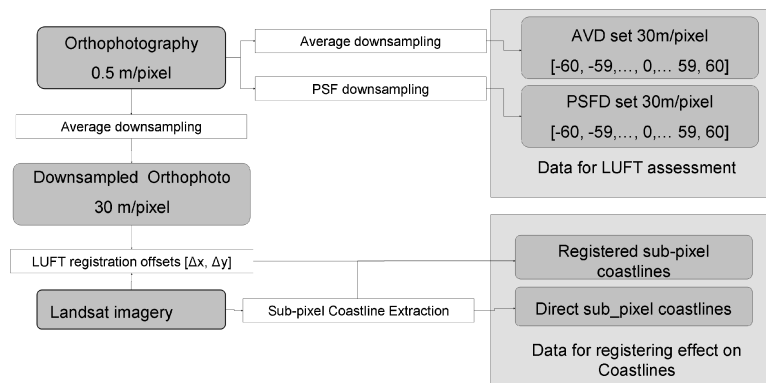 Orthophotography
0.5 m/pixel
Average downsampling
PSF downsampling
AVD set 30m/pixel
[-60, -59,…, 0,… 59, 60]
PSFD set 30m/pixel
[-60, -59,…, 0,… 59, 60]
Data for LUFT assessment
Average downsampling
Downsampled Orthophoto
30 m/pixel
LUFT registration offsets [Δx, Δy]
Landsat imagery
Sub-pixel Coastline Extraction
Registered sub-pixel
coastlines
Direct sub_pixel coastlines
Data for registering effect on
Coastlines